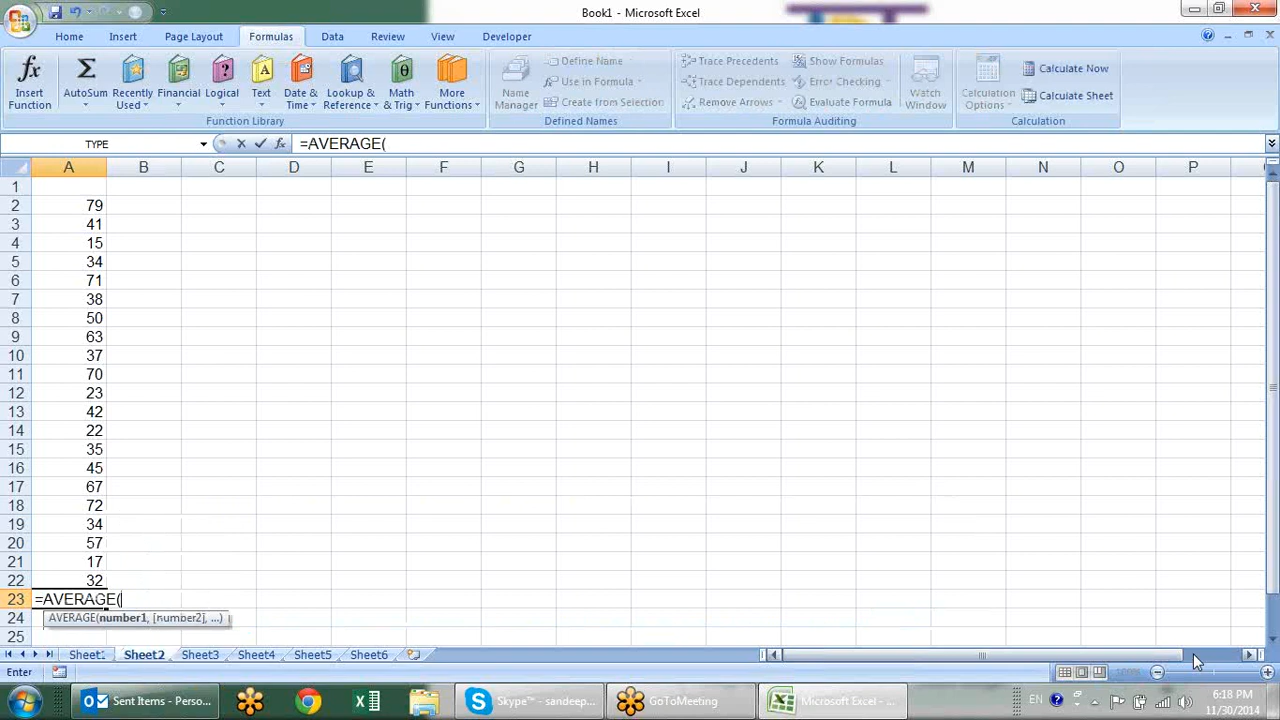 Book1 - Microsoft Excel
Home Insert Page Layout Formulas Data Review View Developer
Insert Function
AutoSum
Recently Used
Financial
Logical
Text
Date & Time
Lookup & Reference
Math & Trig
More Functions
Function Library
Name Manager
Define Name
Use in Formula
Create from Selection
Defined Names
Trace Precedents
Trace Dependents
Remove Arrows
Show Formulas
Error Checking
Evaluate Formula
Formula Auditing
Watch Window
Calculation Options
Calculate Now
Calculate Sheet
Calculation
TYPE =AVERAGE(
A B C D E F G H I J K L M N O P
1
2 79
3 41
4 15
5 34
6 71
7 38
8 50
9 63
10 37
11 70
12 23
13 42
14 22
15 35
16 45
17 67
18 72
19 34
20 57
21 17
22 32
23 =AVERAGE(
24 AVERAGE(number1, [number2], ...)
25
Sheet1 Sheet2 Sheet3 Sheet4 Sheet5 Sheet6
Enter
Sent Items - Perso...
Skype™ - sandeep...
GoToMeeting
Microsoft Excel - ...
EN
6:18 PM
11/30/2014